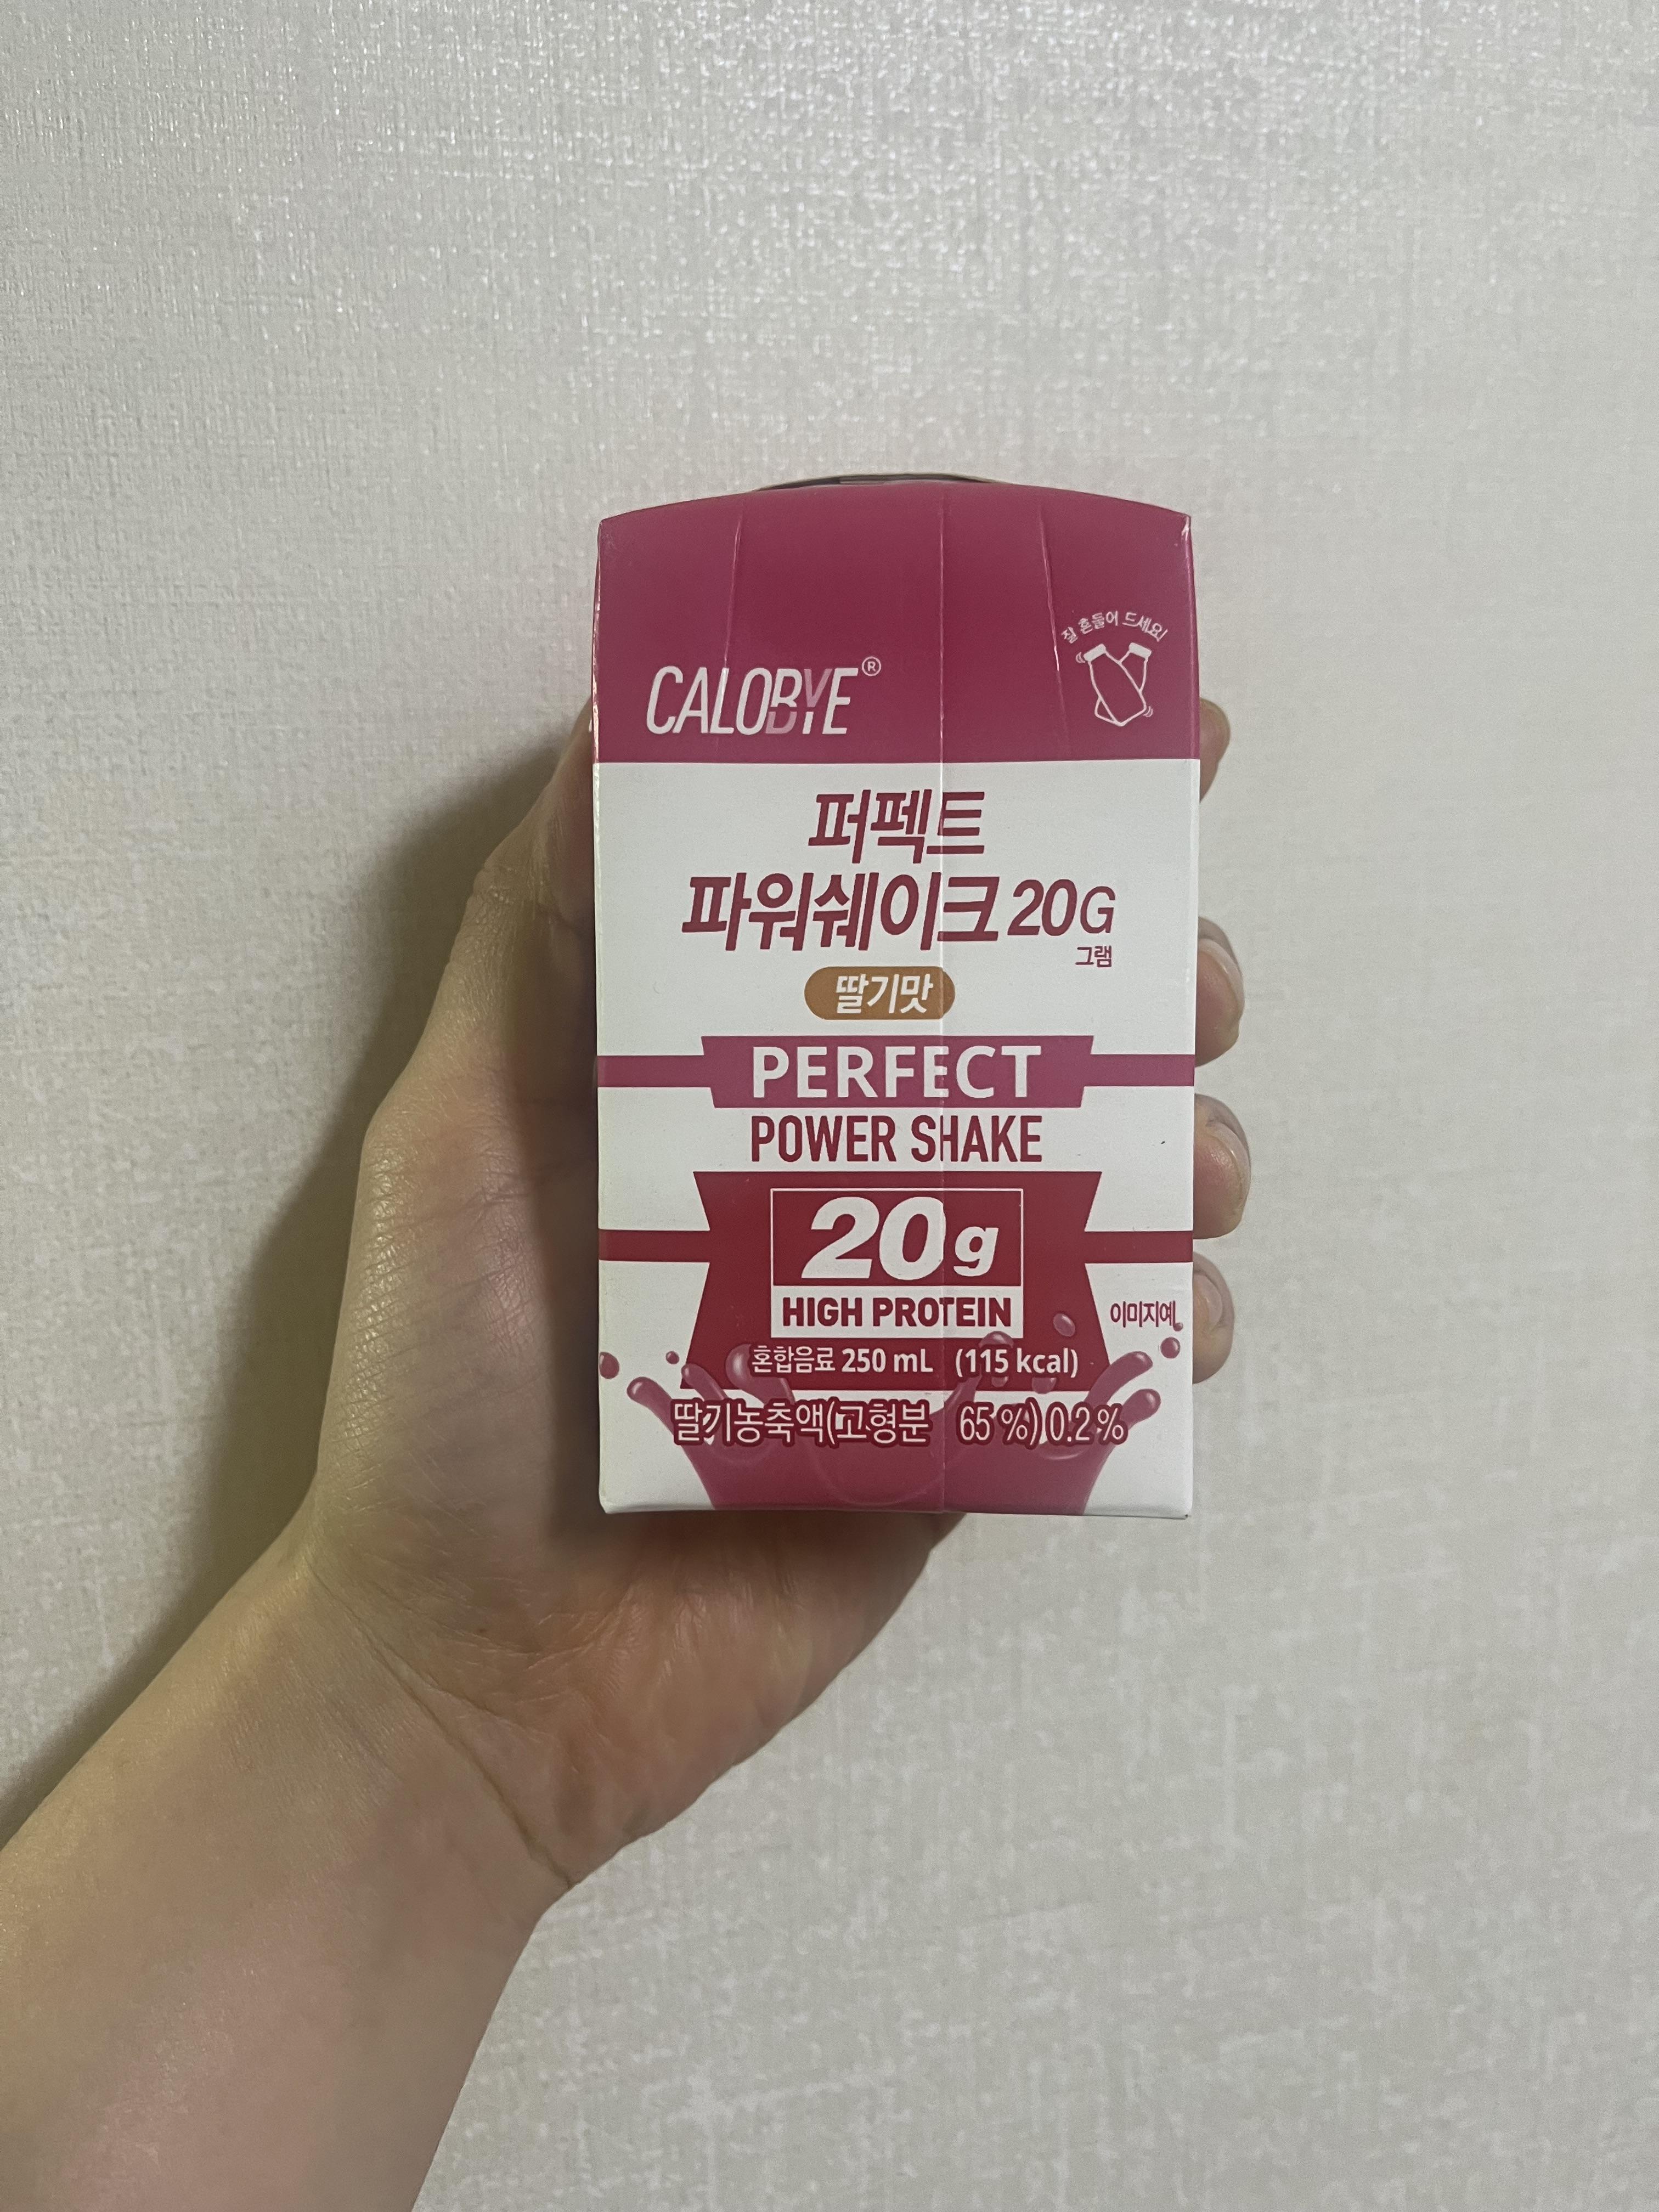 잘 흔들어 드세요!
CALOBYE®
퍼펙트
파워쉐이크 20G
그램
딸기맛
PERFECT
POWER SHAKE
20g
HIGH PROTEIN
이미지예
혼합음료 250 mL (115 kcal)
딸기농축액(고형분 65 %) 0.2 %